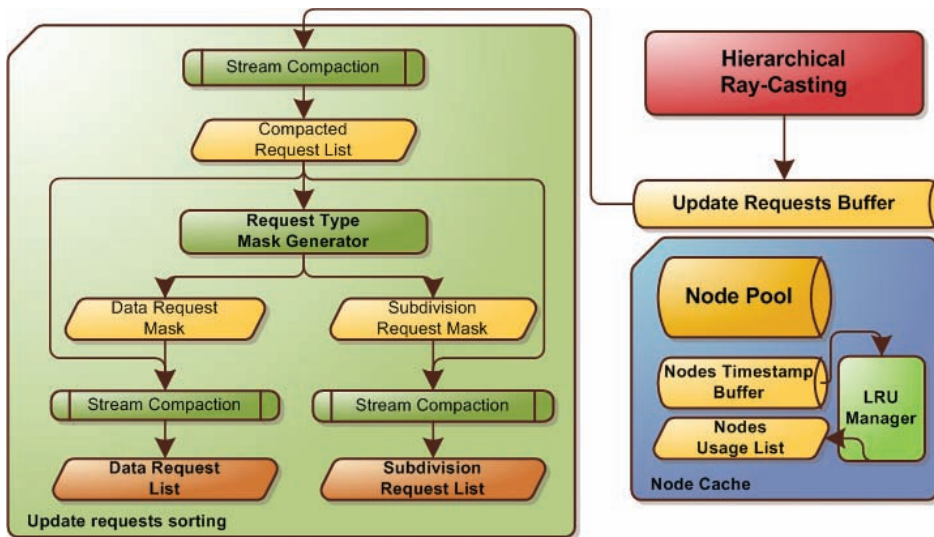 Stream Compaction
Compacted
Request List
Request Type
Mask Generator
Data Request
Mask
Subdivision
Request Mask
Stream Compaction
Stream Compaction
Data Request
List
Subdivision
Request List
Update requests sorting
Hierarchical
Ray-Casting
Update Requests Buffer
Node Pool
Nodes Timestamp
Buffer
LRU
Manager
Nodes
Usage List
Node Cache